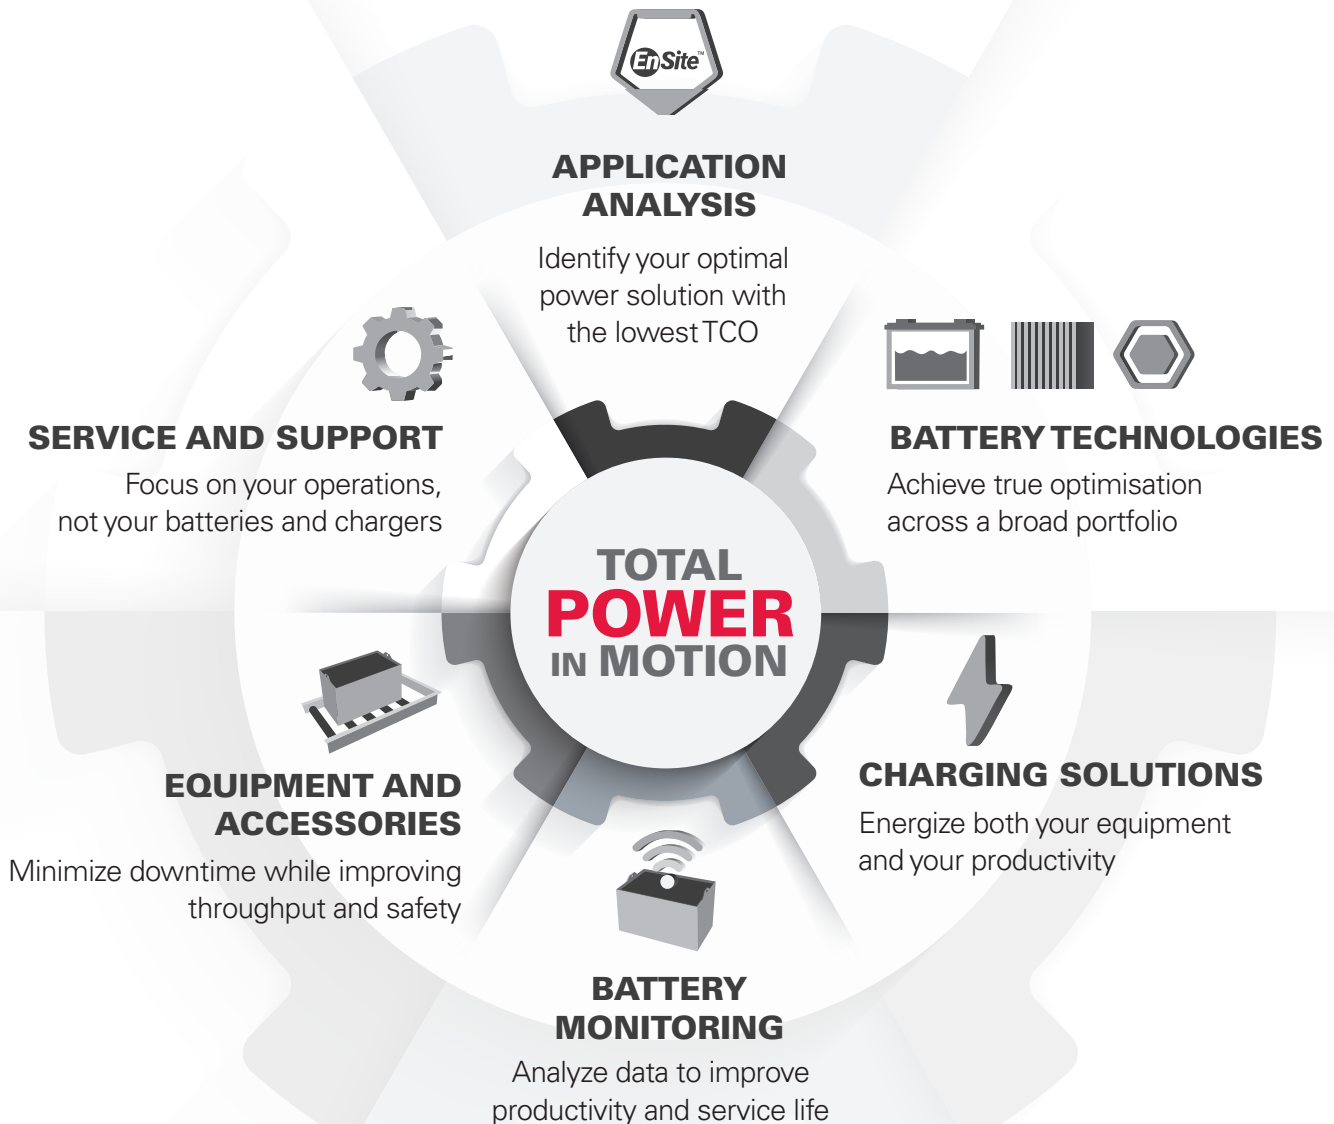 EnSite™
APPLICATION
ANALYSIS
Identify your optimal
power solution with
the lowest TCO
BATTERY TECHNOLOGIES
Achieve true optimisation
across a broad portfolio
CHARGING SOLUTIONS
Energize both your equipment
and your productivity
BATTERY
MONITORING
Analyze data to improve
productivity and service life
EQUIPMENT AND
ACCESSORIES
Minimize downtime while improving
throughput and safety
SERVICE AND SUPPORT
Focus on your operations,
not your batteries and chargers
TOTAL
POWER
IN MOTION